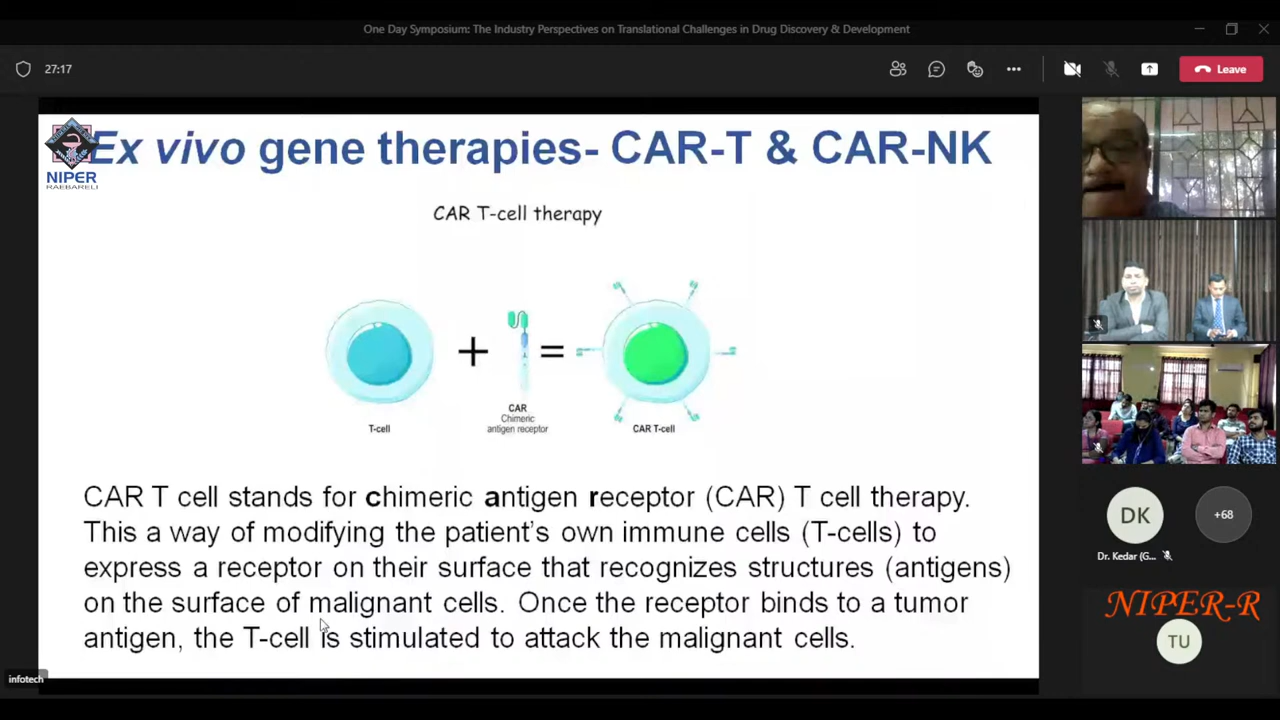 One Day Symposium: The Industry Perspectives on Translational Challenges in Drug Discovery & Development
27:17
Leave
NIPER
RAEBARELI
Ex vivo gene therapies- CAR-T & CAR-NK
CAR T-cell therapy
+
=
T-cell
CAR
Chimeric
antigen receptor
CAR T-cell
CAR T cell stands for chimeric antigen receptor (CAR) T cell therapy.
This a way of modifying the patient's own immune cells (T-cells) to
express a receptor on their surface that recognizes structures (antigens)
on the surface of malignant cells. Once the receptor binds to a tumor
antigen, the T-cell is stimulated to attack the malignant cells.
infotech
DK
+68
Dr. Kedar (G...
NIPER-R
TU